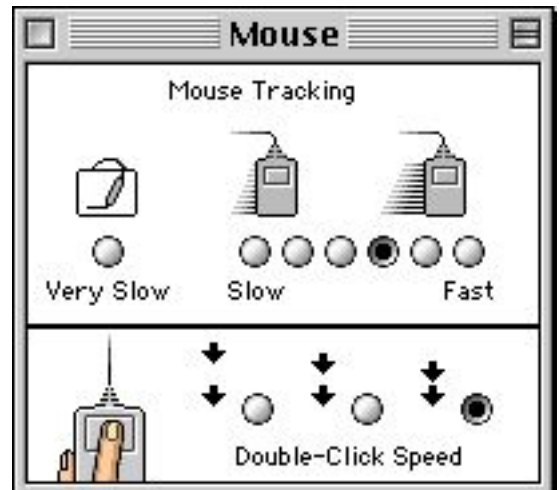 Mouse
Mouse Tracking
Very Slow Slow Fast
Double-Click Speed